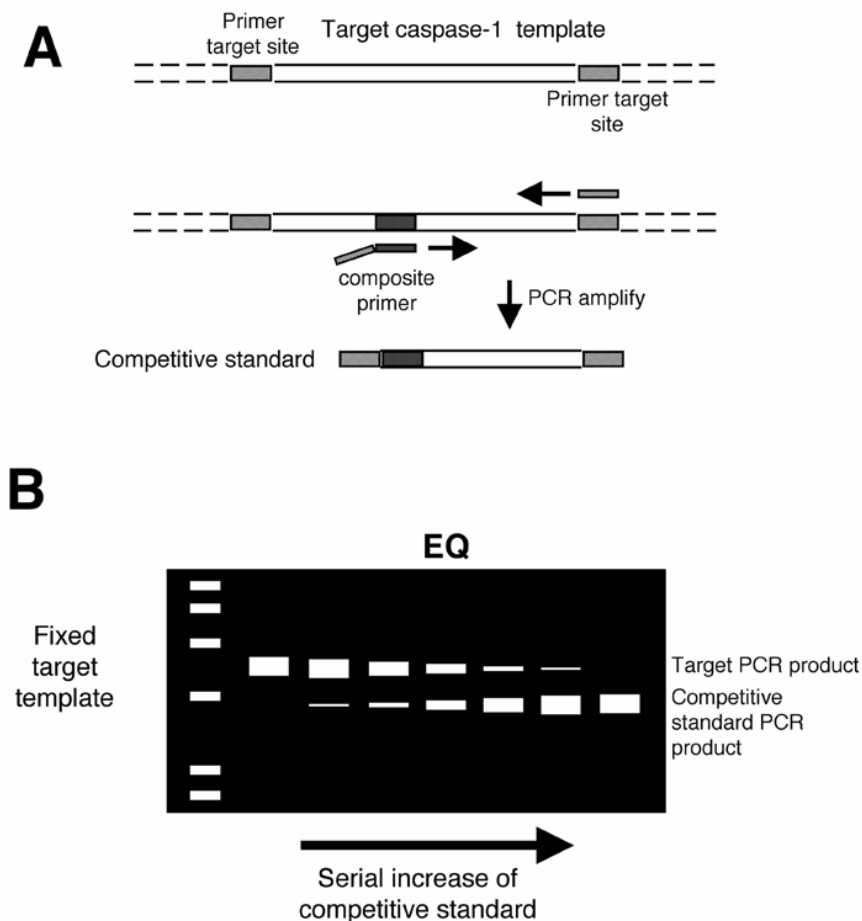 A
Primer
target site
Target caspase-1 template
Primer target
site
composite
primer
PCR amplify
Competitive standard
B
EQ
Fixed
target
template
Target PCR product
Competitive
standard PCR
product
Serial increase of
competitive standard